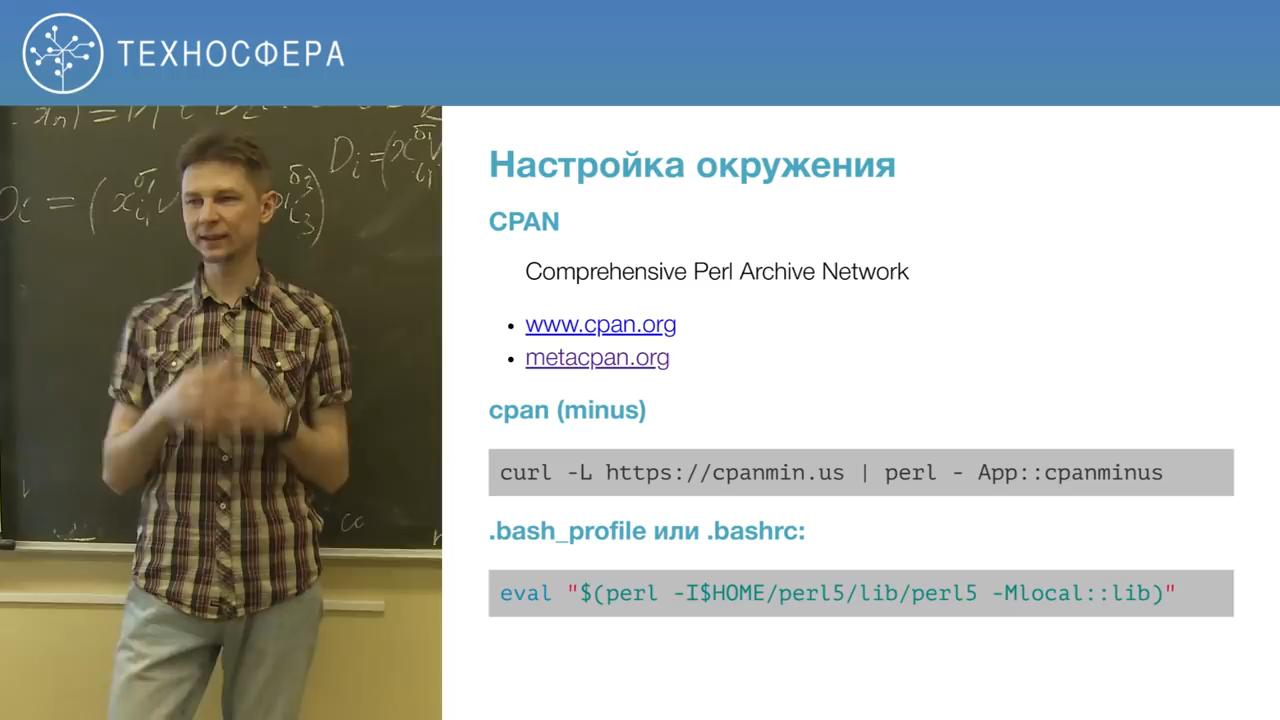 ТЕХНОСФЕРА
Настройка окружения
CPAN
Comprehensive Perl Archive Network
• www.cpan.org
• metacpan.org
cpan (minus)
curl -L https://cpanmin.us | perl - App::cpanminus
.bash_profile или .bashrc:
eval "$(perl -I$HOME/perl5/lib/perl5 -Mlocal::lib)"